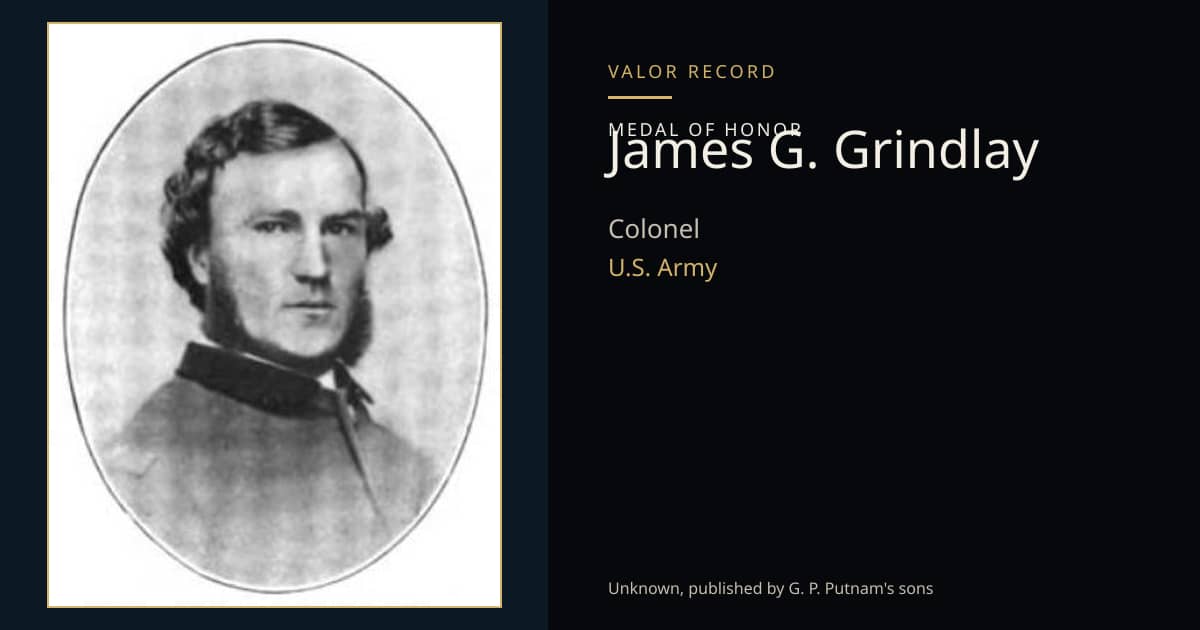 VALOR RECORD
MEDAL OF HONOR
James G. Grindlay
Colonel
U.S. Army
Unknown, published by G. P. Putnam's sons